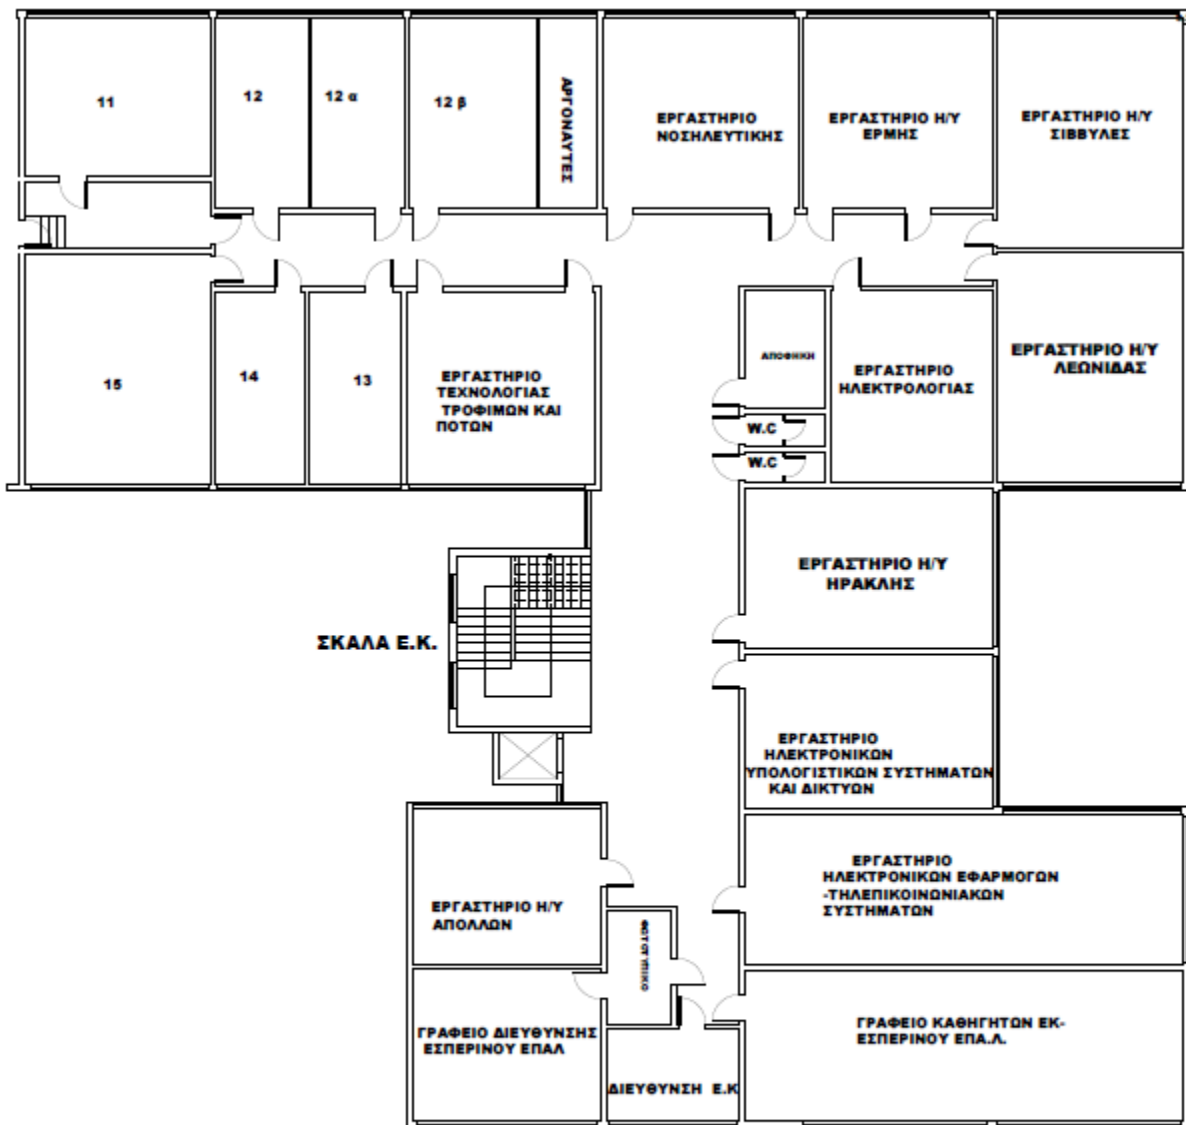 11
12
12 α
12 β
ΑΡΓΟΝΑΥΤΕΣ
ΕΡΓΑΣΤΗΡΙΟ
ΝΟΣΗΛΕΥΤΙΚΗΣ
ΕΡΓΑΣΤΗΡΙΟ Η/Υ
ΕΡΜΗΣ
ΕΡΓΑΣΤΗΡΙΟ Η/Υ
ΣΙΒΒΥΛΕΣ
15
14
13
ΕΡΓΑΣΤΗΡΙΟ
ΤΕΧΝΟΛΟΓΙΑΣ
ΤΡΟΦΙΜΩΝ ΚΑΙ
ΠΟΤΩΝ
ΑΠΟΘΗΚΗ
ΕΡΓΑΣΤΗΡΙΟ
ΗΛΕΚΤΡΟΛΟΓΙΑΣ
ΕΡΓΑΣΤΗΡΙΟ Η/Υ
ΛΕΩΝΙΔΑΣ
W.C
W.C
ΕΡΓΑΣΤΗΡΙΟ Η/Υ
ΗΡΑΚΛΗΣ
ΣΚΑΛΑ Ε.Κ.
ΕΡΓΑΣΤΗΡΙΟ
ΗΛΕΚΤΡΟΝΙΚΩΝ
ΥΠΟΛΟΓΙΣΤΙΚΩΝ ΣΥΣΤΗΜΑΤΩΝ
ΚΑΙ ΔΙΚΤΥΩΝ
ΕΡΓΑΣΤΗΡΙΟ
ΗΛΕΚΤΡΟΝΙΚΩΝ ΕΦΑΡΜΟΓΩΝ
-ΤΗΛΕΠΙΚΟΙΝΩΝΙΑΚΩΝ
ΣΥΣΤΗΜΑΤΩΝ
ΕΡΓΑΣΤΗΡΙΟ Η/Υ
ΑΠΟΛΛΩΝ
ΦΩΤΟΤΥΠΙΚΟ
ΓΡΑΦΕΙΟ ΔΙΕΥΘΥΝΣΗΣ
ΕΣΠΕΡΙΝΟΥ ΕΠΑΛ
ΔΙΕΥΘΥΝΣΗ Ε.Κ
ΓΡΑΦΕΙΟ ΚΑΘΗΓΗΤΩΝ ΕΚ-
ΕΣΠΕΡΙΝΟΥ ΕΠΑ.Λ.